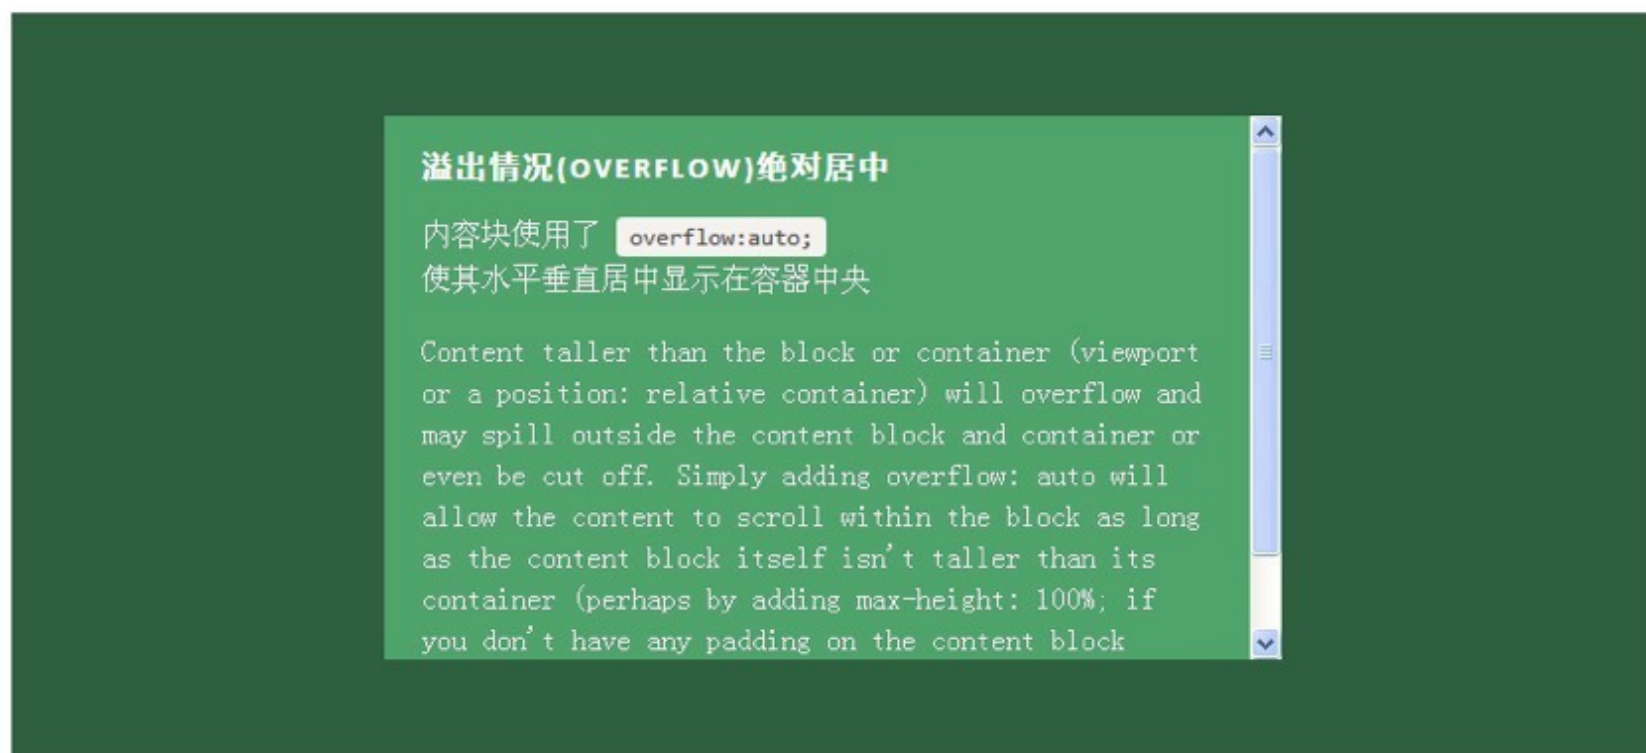 溢出情况(OVERFLOW)绝对居中
内容块使用了 overflow:auto;
使其水平垂直居中显示在容器中央
Content taller than the block or container (viewport
or a position: relative container) will overflow and
may spill outside the content block and container or
even be cut off. Simply adding overflow: auto will
allow the content to scroll within the block as long
as the content block itself isn't taller than its
container (perhaps by adding max-height: 100%; if
you don't have any padding on the content block